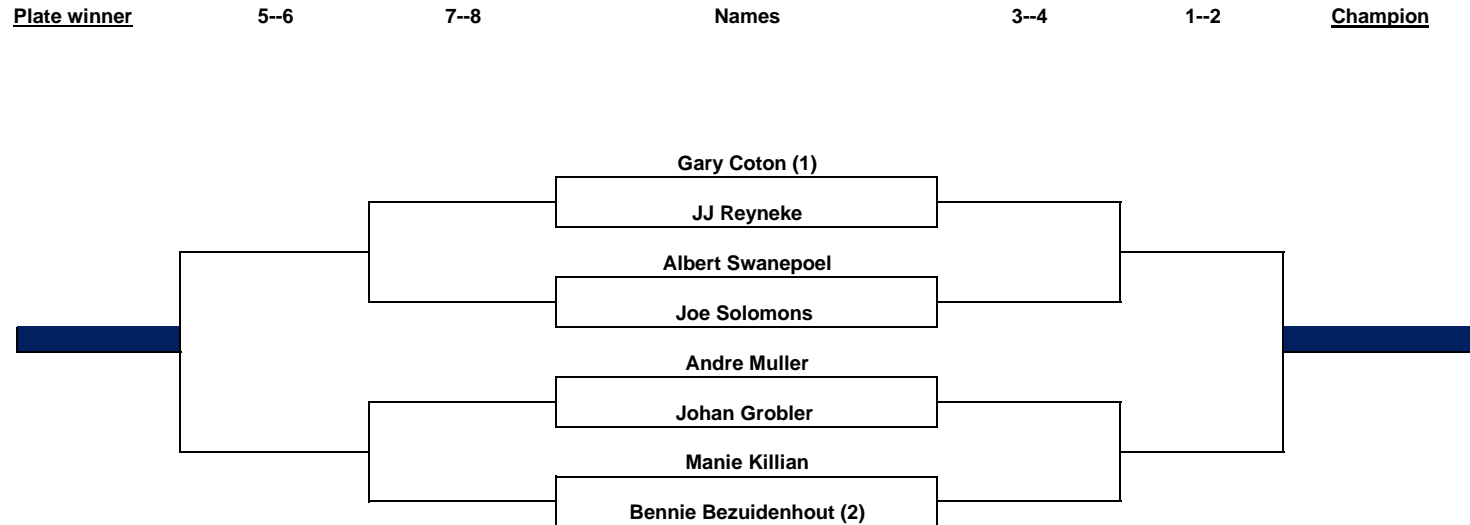 Plate winner 5--6 7--8 Names 3--4 1--2 Champion
Gary Coton (1)
JJ Reyneke
Albert Swanepoel
Joe Solomons
Andre Muller
Johan Grobler
Manie Killian
Bennie Bezuidenhout (2)